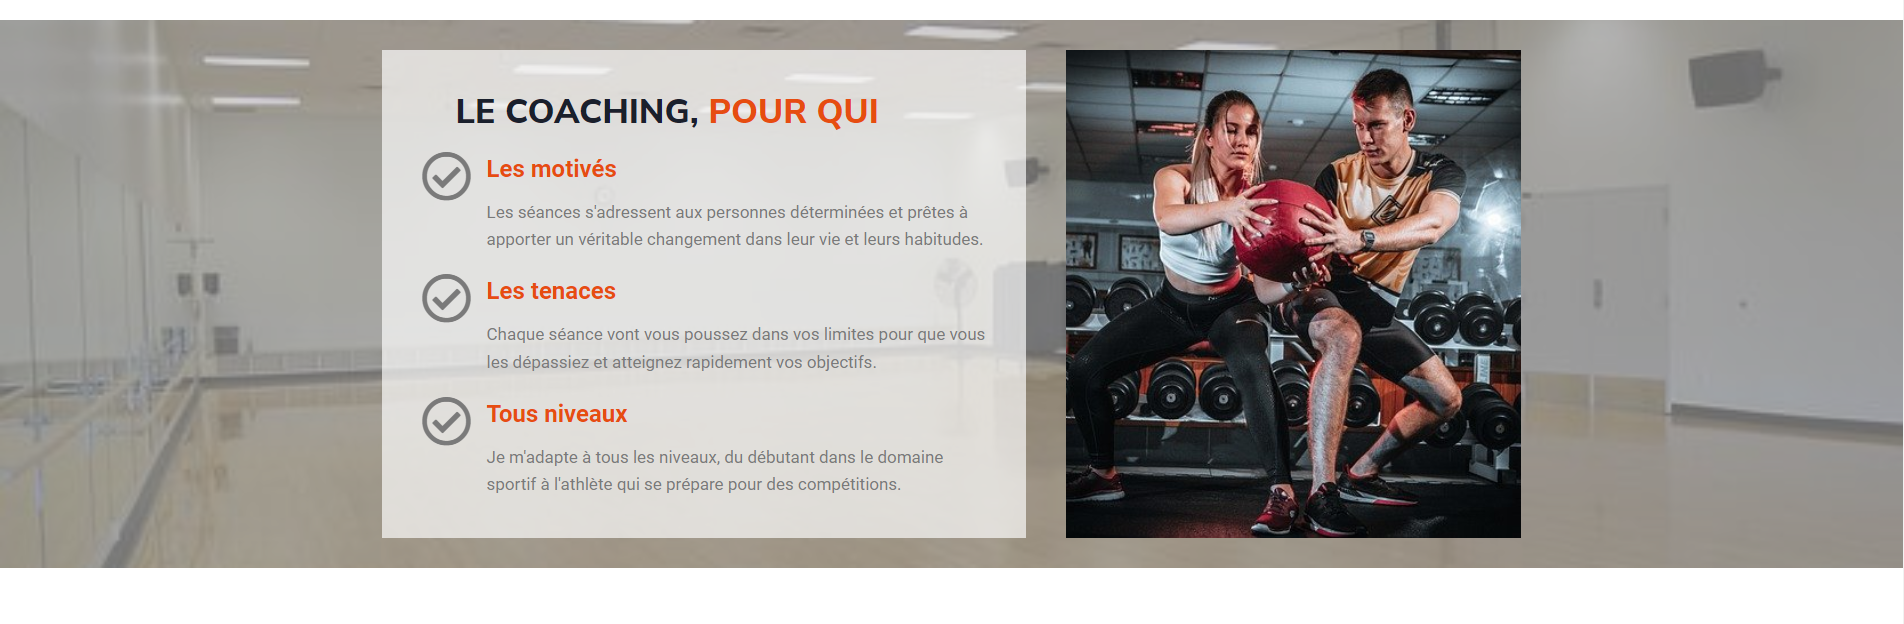 LE COACHING, POUR QUI
Les motivés
Les séances s'adressent aux personnes déterminées et prêtes à
apporter un véritable changement dans leur vie et leurs habitudes.
Les tenaces
Chaque séance vont vous poussez dans vos limites pour que vous
les dépassiez et atteignez rapidement vos objectifs.
Tous niveaux
Je m'adapte à tous les niveaux, du débutant dans le domaine
sportif à l'athlète qui se prépare pour des compétitions.